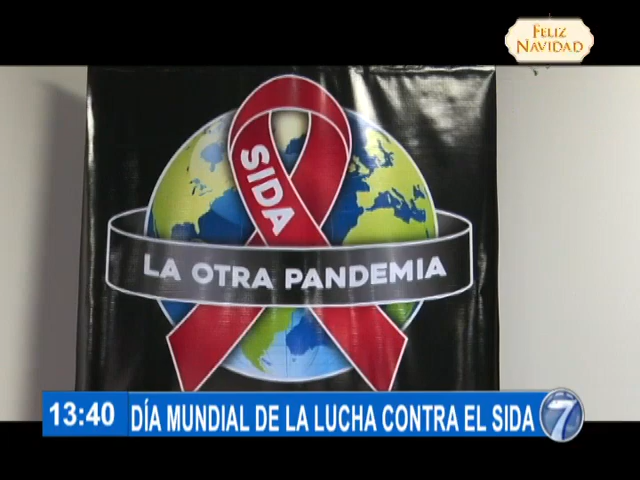 FELIZ
NAVIDAD
SIDA
LA OTRA PANDEMIA
13:40 DÍA MUNDIAL DE LA LUCHA CONTRA EL SIDA 7